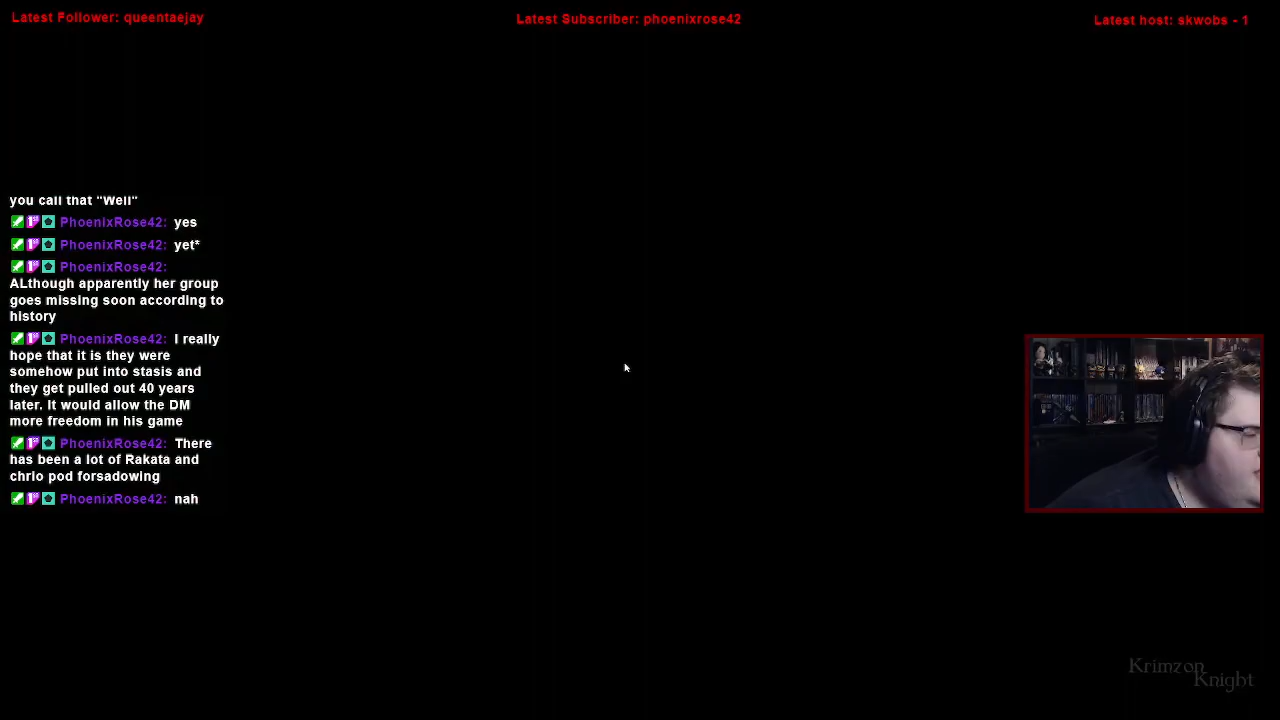 Latest Follower: queentaejay
Latest Subscriber: phoenixrose42
Latest host: skwobs - 1
you call that "Well"
PhoenixRose42: yes
PhoenixRose42: yet*
PhoenixRose42:
ALthough apparently her group
goes missing soon according to
history
PhoenixRose42: I really
hope that it is they were
somehow put into stasis and
they get pulled out 40 years
later. It would allow the DM
more freedom in his game
PhoenixRose42: There
has been a lot of Rakata and
chrio pod forsadowing
PhoenixRose42: nah
Krimzon
Knight